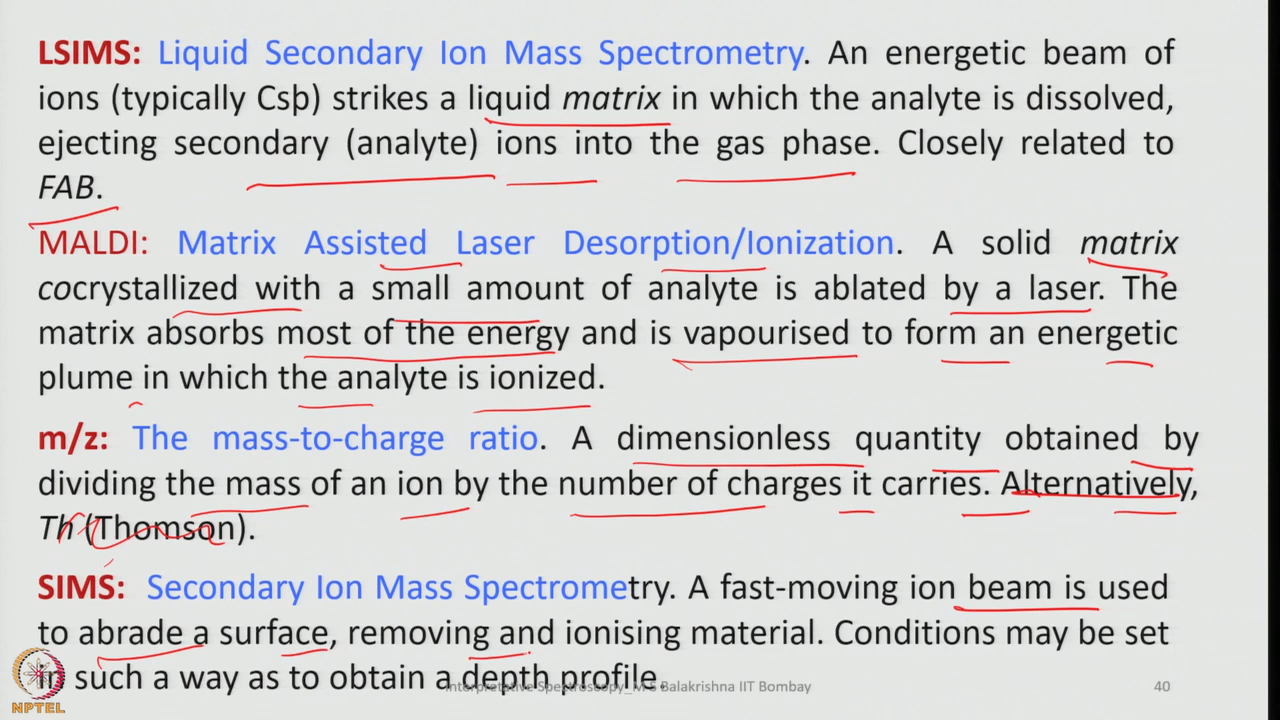 LSIMS: Liquid Secondary Ion Mass Spectrometry. An energetic beam of
ions (typically Csþ) strikes a liquid matrix in which the analyte is dissolved,
ejecting secondary (analyte) ions into the gas phase. Closely related to
FAB.
MALDI: Matrix Assisted Laser Desorption/Ionization. A solid matrix
cocrystallized with a small amount of analyte is ablated by a laser. The
matrix absorbs most of the energy and is vapourised to form an energetic
plume in which the analyte is ionized.
m/z: The mass-to-charge ratio. A dimensionless quantity obtained by
dividing the mass of an ion by the number of charges it carries. Alternatively,
Th (Thomson).
SIMS: Secondary Ion Mass Spectrometry. A fast-moving ion beam is used
to abrade a surface, removing and ionising material. Conditions may be set
in such a way as to obtain a depth profile.
Interpretative Spectroscopy_M S Balakrishna IIT Bombay
40
NPTEL